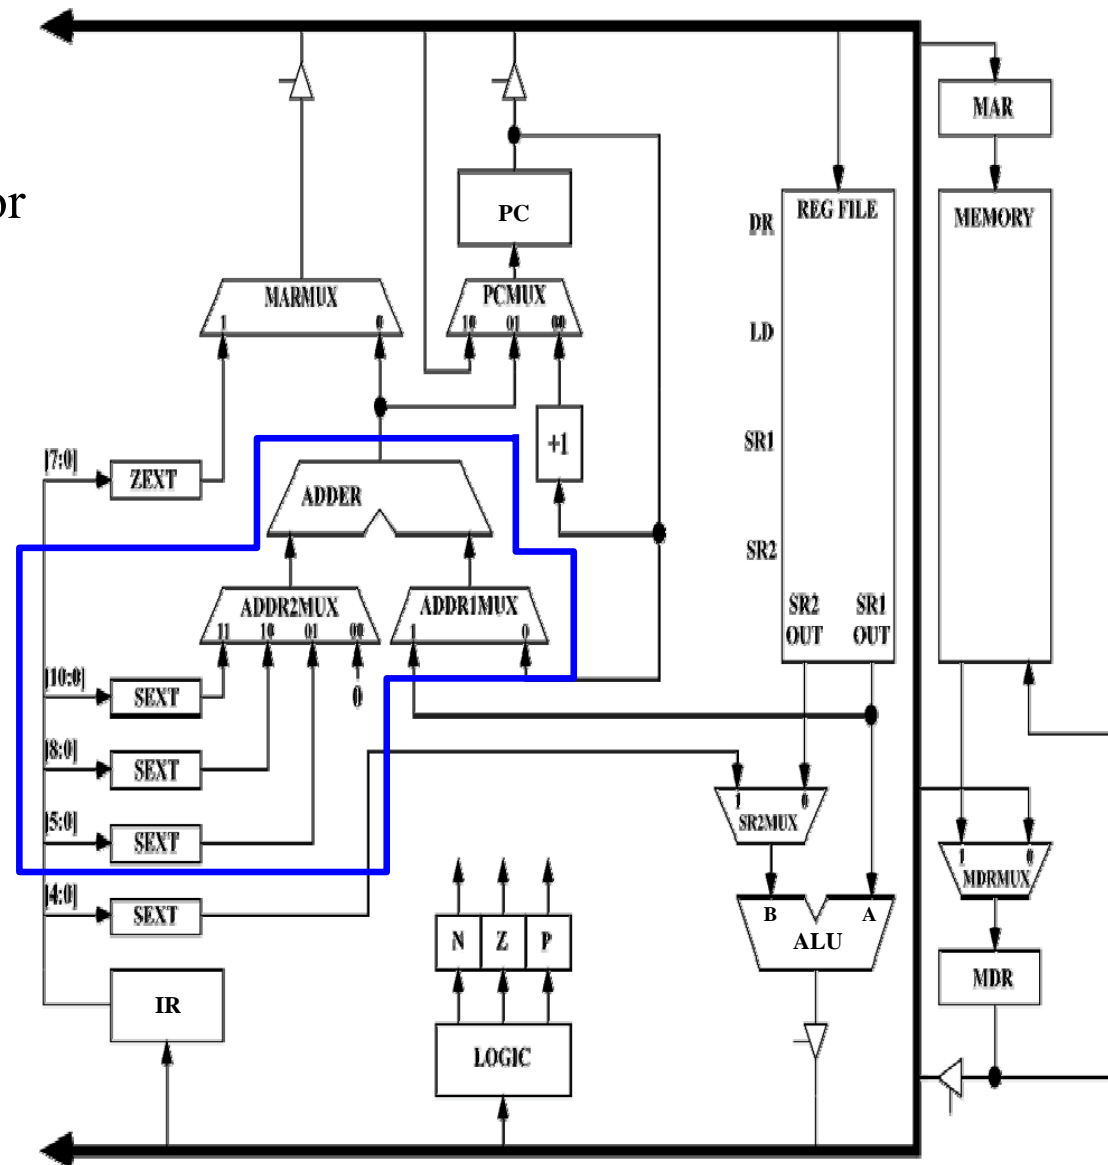 or
MAR
PC
DR
REG FILE
MEMORY
MARMUX
PCMUX
1
0
10
01
00
LD
+1
SR1
[7:0]
ZEXT
ADDER
SR2
ADDR2MUX
ADDR1MUX
SR2
OUT
SR1
OUT
11
10
01
00
1
0
[10:0]
SEXT
0
[8:0]
SEXT
1
0
SR2MUX
[5:0]
SEXT
1
0
MDRMUX
[4:0]
SEXT
B
A
ALU
N
Z
P
IR
MDR
LOGIC